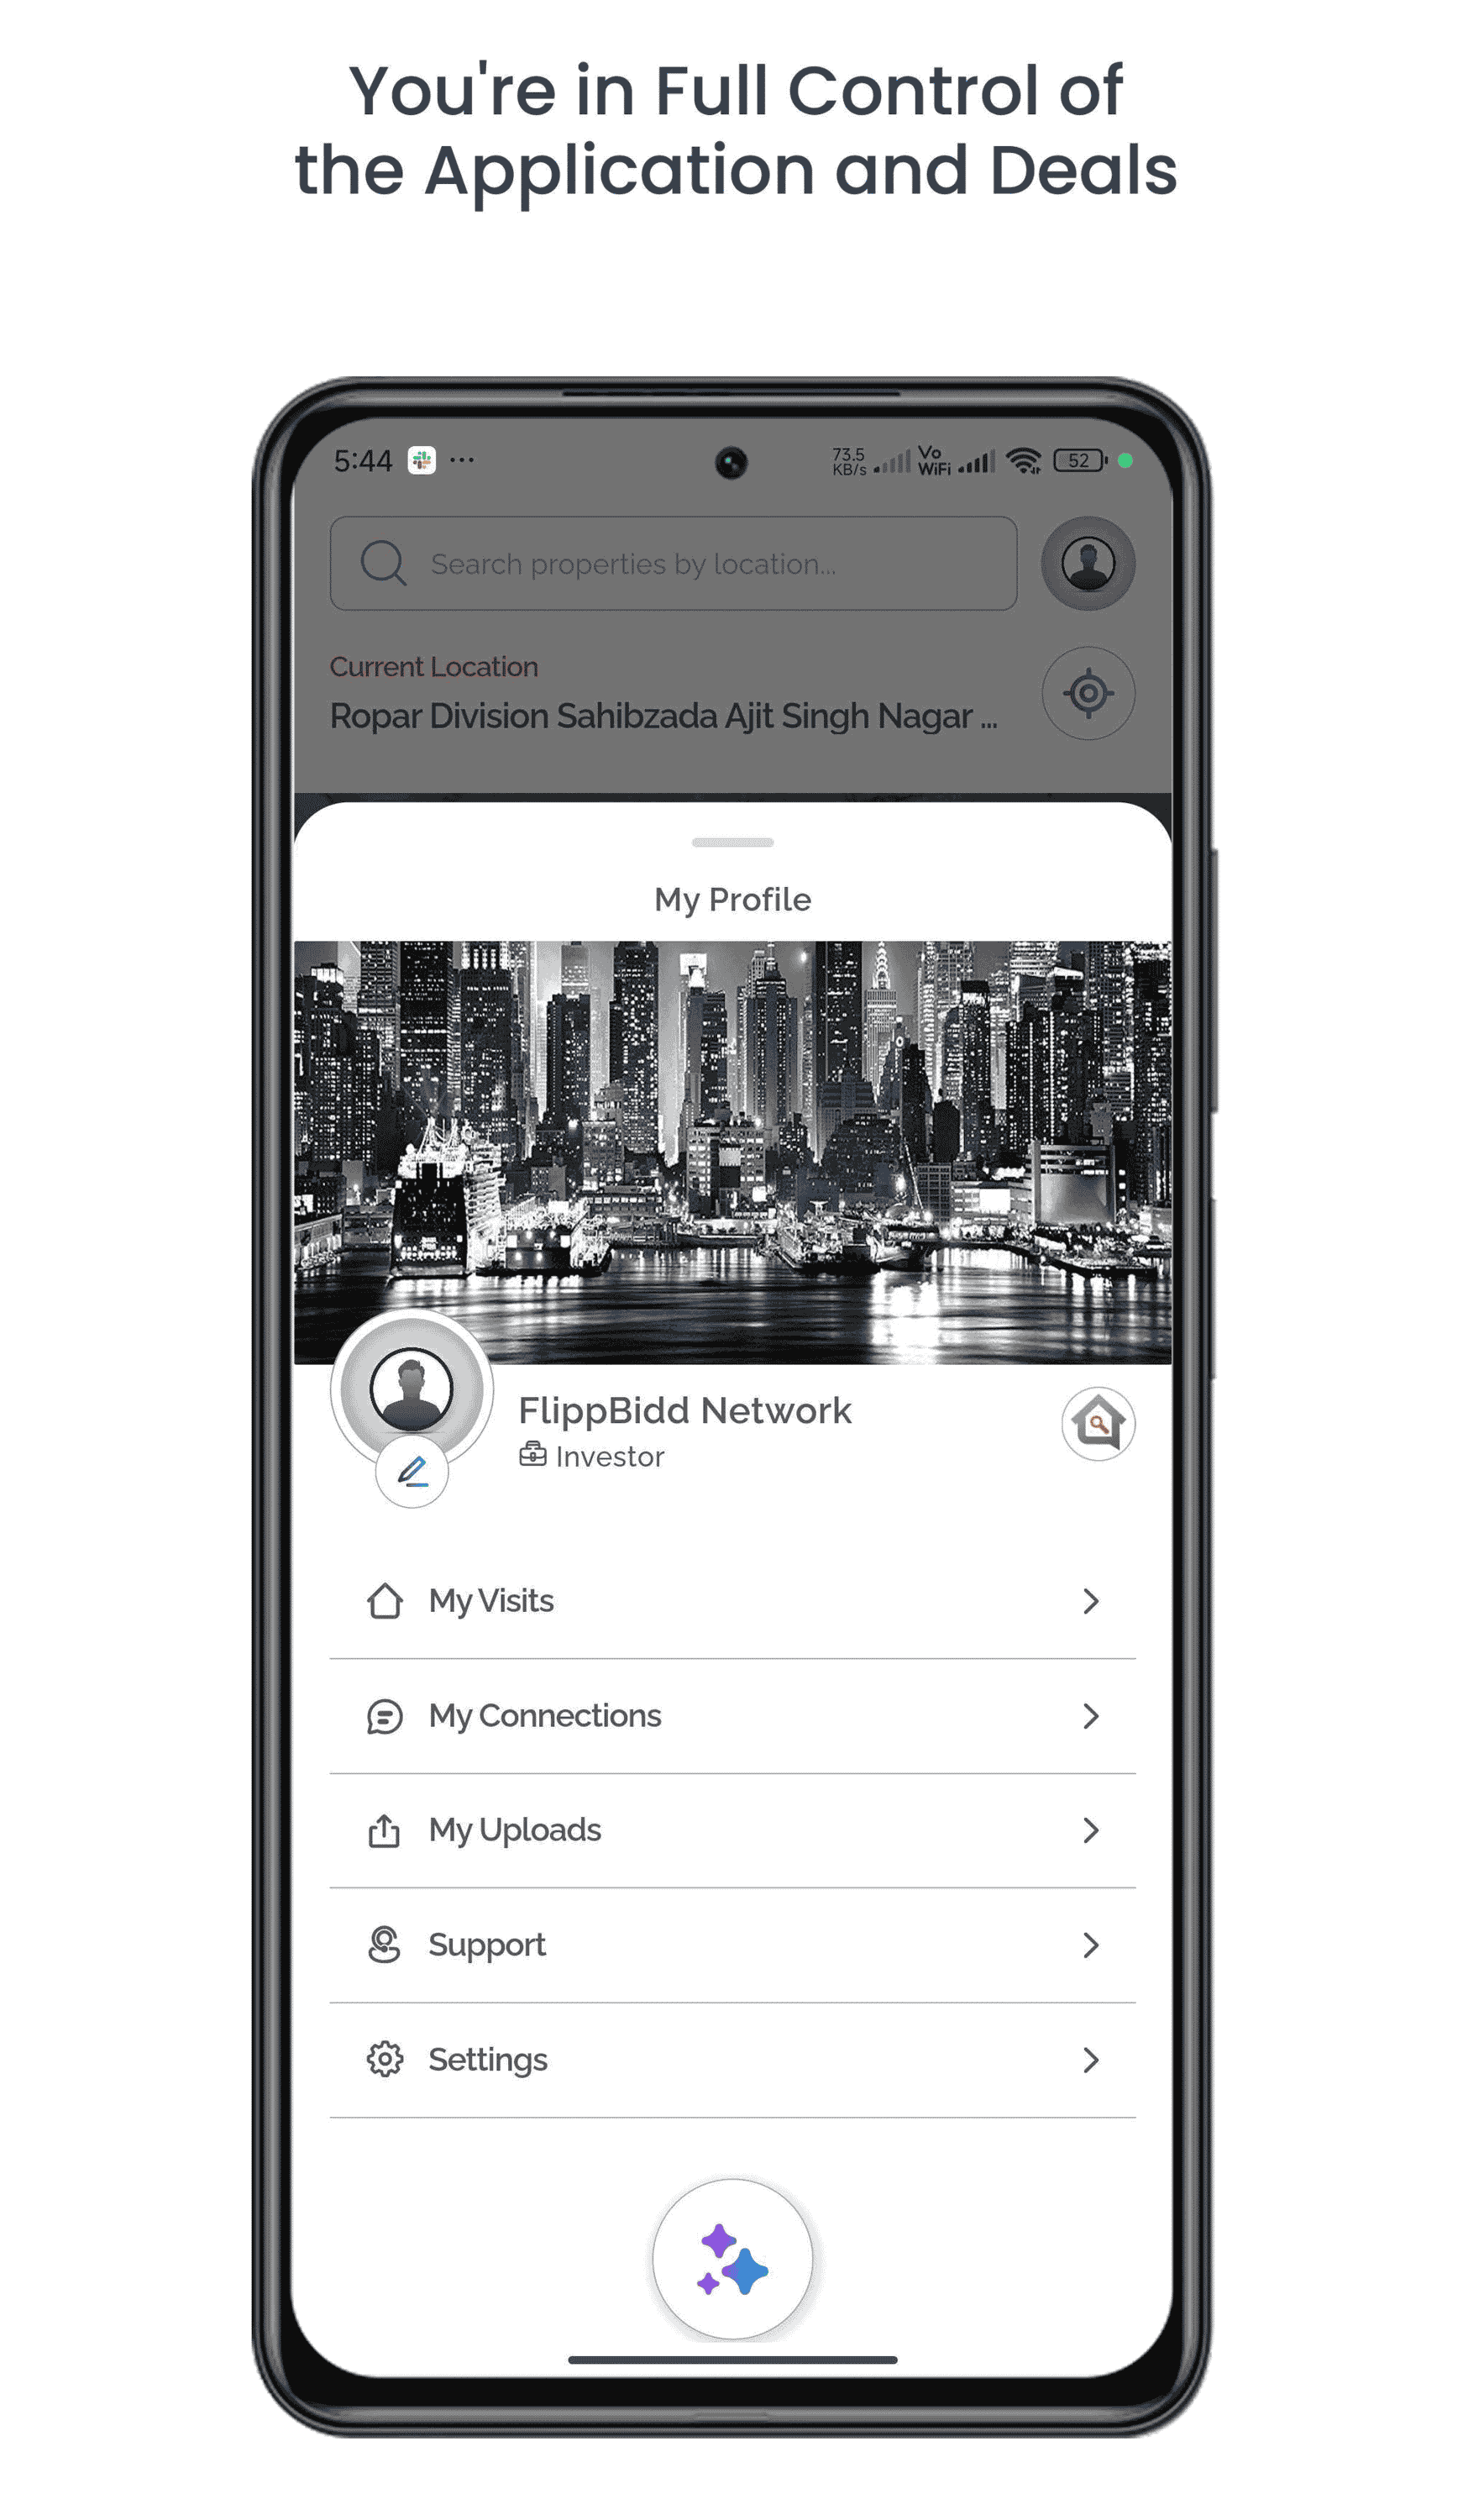 You're in Full Control of
the Application and Deals
5:44 ...
73.5
KB/s
Vo
WiFi
52
Search properties by location...
Current Location
Ropar Division Sahibzada Ajit Singh Nagar ...
My Profile
FlippBidd Network
Investor
My Visits
My Connections
My Uploads
Support
Settings